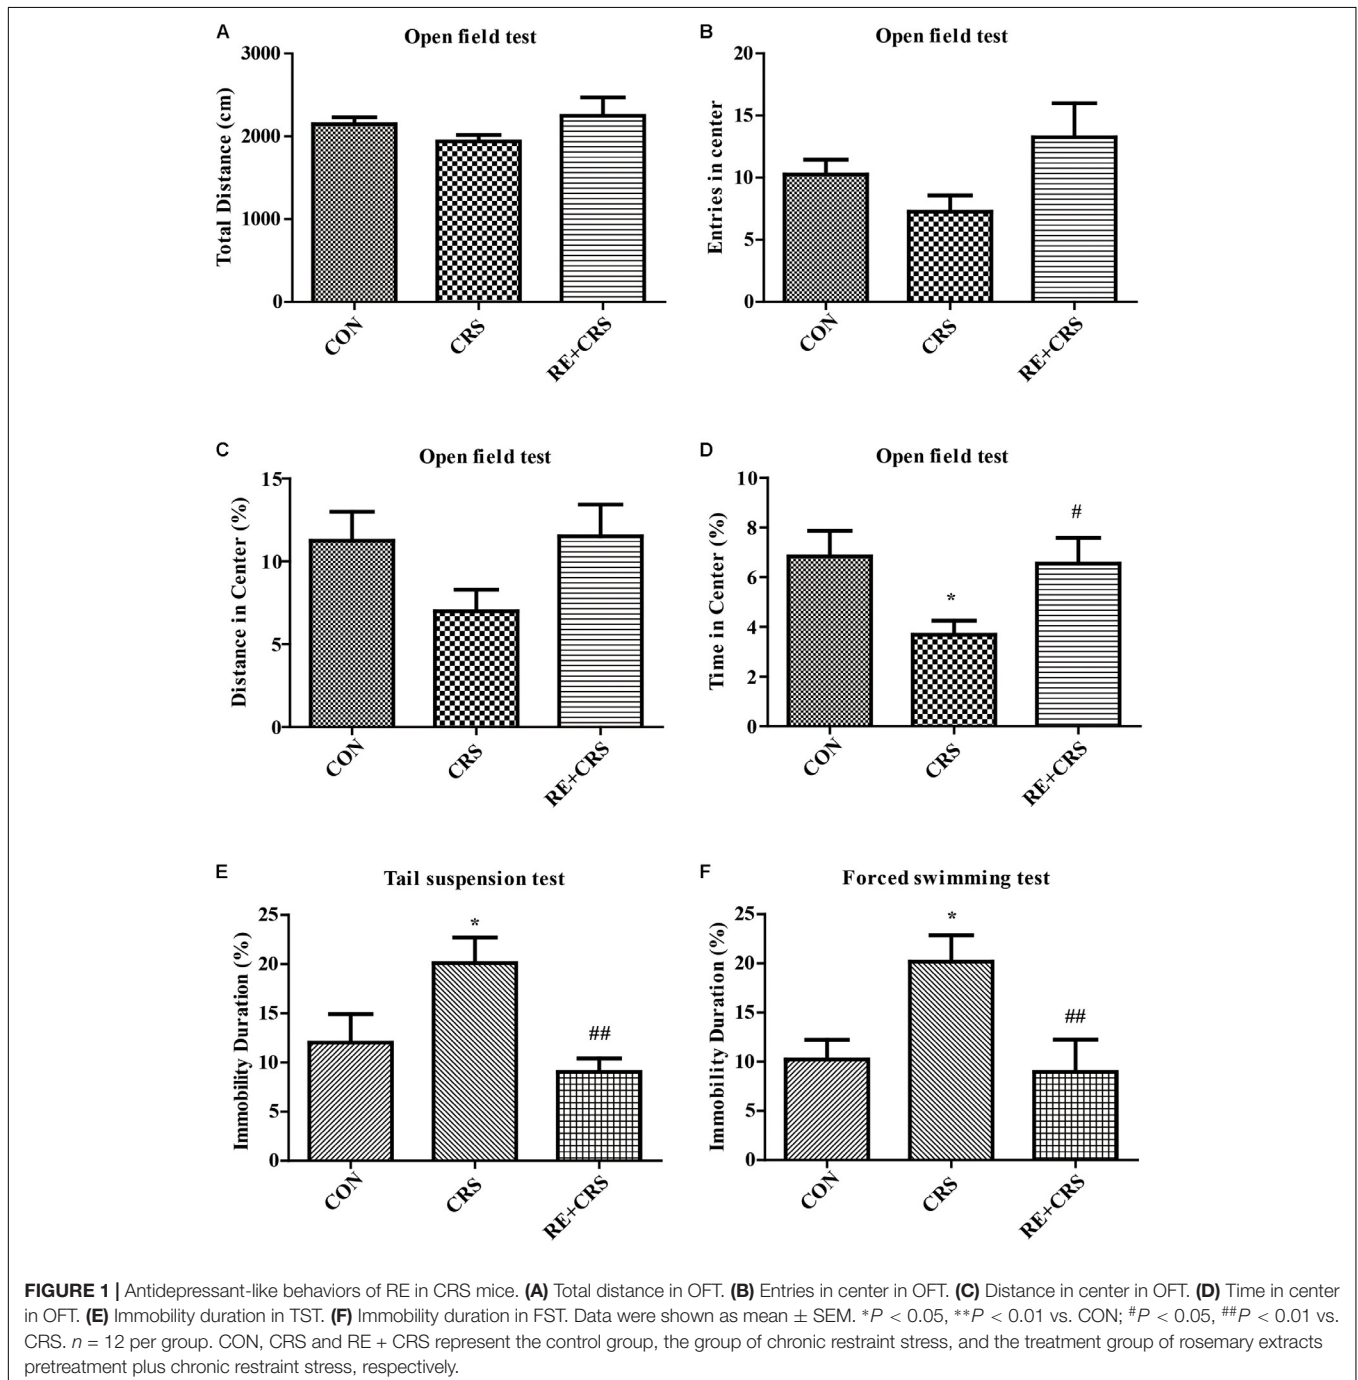 A
Open field test
3000
2000
1000
0
Total Distance (cm)
CON
CRS
RE+CRS
B
Open field test
20
15
10
5
0
Entries in center
CON
CRS
RE+CRS
C
Open field test
15
10
5
0
Distance in Center (%)
CON
CRS
RE+CRS
D
Open field test
10
8
6
4
2
0
Time in Center (%)
*
#
CON
CRS
RE+CRS
E
Tail suspension test
25
20
15
10
5
0
Immobility Duration (%)
*
##
CON
CRS
RE+CRS
F
Forced swimming test
25
20
15
10
5
0
Immobility Duration (%)
*
##
CON
CRS
RE+CRS
FIGURE 1 | Antidepressant-like behaviors of RE in CRS mice. (A) Total distance in OFT. (B) Entries in center in OFT. (C) Distance in center in OFT. (D) Time in center
in OFT. (E) Immobility duration in TST. (F) Immobility duration in FST. Data were shown as mean ± SEM. *P < 0.05, **P < 0.01 vs. CON; #P < 0.05, ##P < 0.01 vs.
CRS. n = 12 per group. CON, CRS and RE + CRS represent the control group, the group of chronic restraint stress, and the treatment group of rosemary extracts
pretreatment plus chronic restraint stress, respectively.